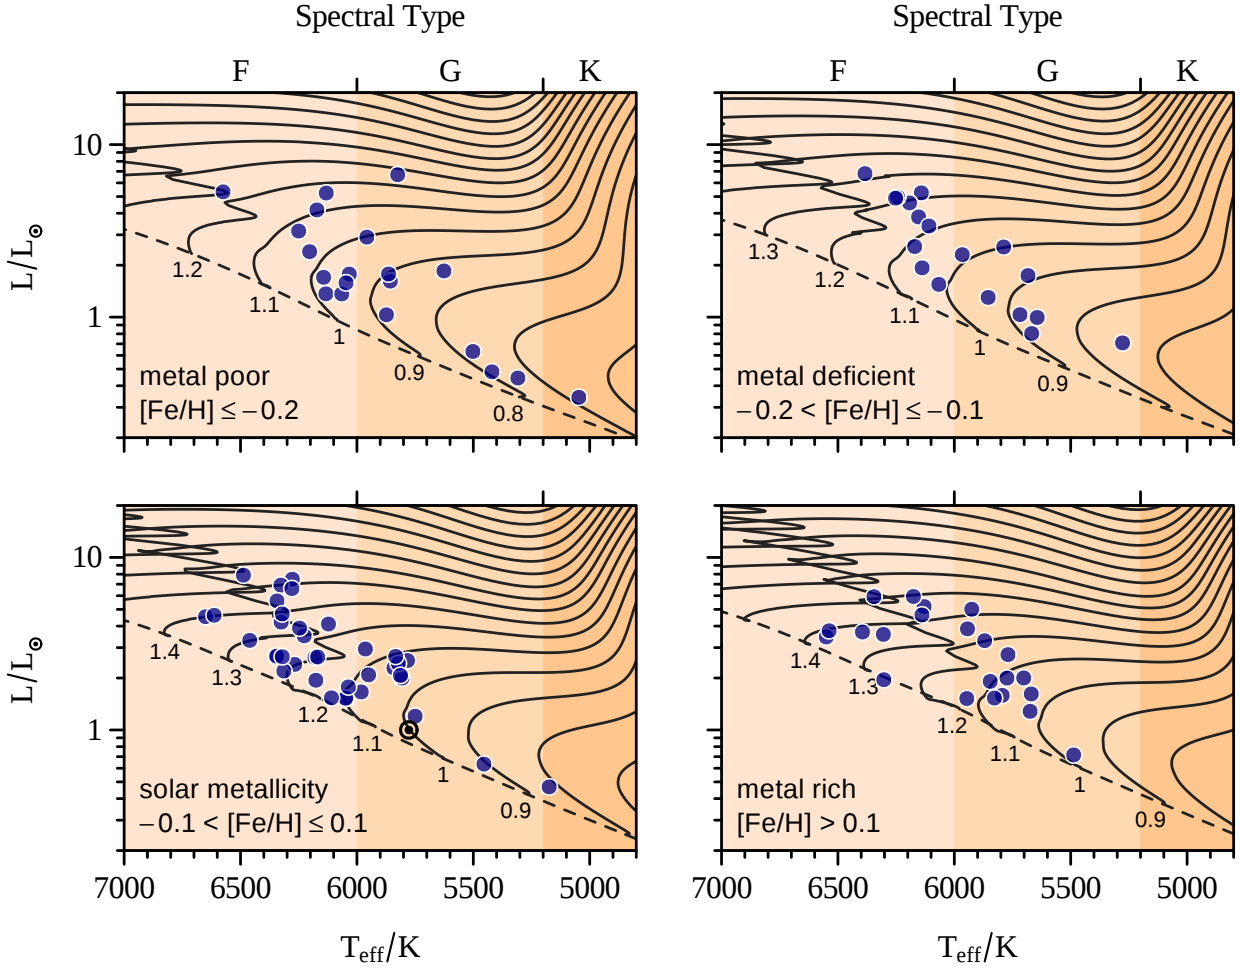 Spectral Type
Spectral Type
F G K
F G K
10
1
L/L⊙
1.2
1.1
1
0.9
0.8
metal poor
[Fe/H] ≤ −0.2
1.3
1.2
1.1
1
0.9
metal deficient
−0.2 < [Fe/H] ≤ −0.1
10
1
L/L⊙
1.4
1.3
1.2
1.1
1
0.9
solar metallicity
−0.1 < [Fe/H] ≤ 0.1
1.4
1.3
1.2
1.1
1
0.9
metal rich
[Fe/H] > 0.1
7000 6500 6000 5500 5000
7000 6500 6000 5500 5000
Teff/K
Teff/K